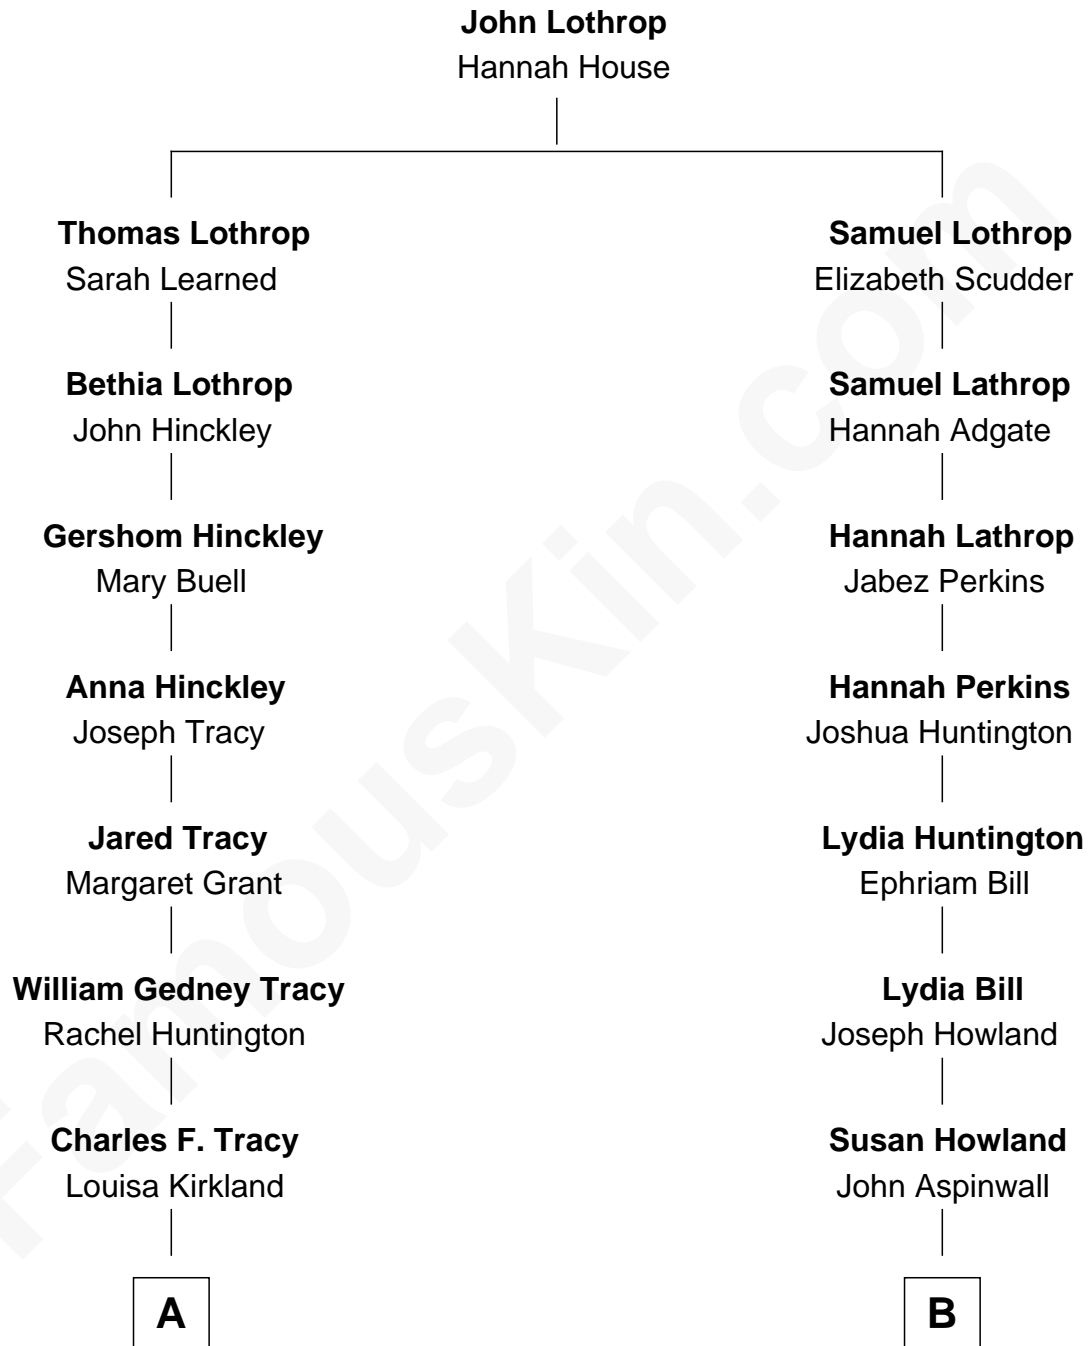 John Lothrop
Hannah House
Thomas Lothrop
Sarah Learned
Samuel Lothrop
Elizabeth Scudder
Bethia Lothrop
John Hinckley
Samuel Lathrop
Hannah Adgate
Gershom Hinckley
Mary Buell
Hannah Lathrop
Jabez Perkins
Anna Hinckley
Joseph Tracy
Hannah Perkins
Joshua Huntington
Jared Tracy
Margaret Grant
Lydia Huntington
Ephriam Bill
William Gedney Tracy
Rachel Huntington
Lydia Bill
Joseph Howland
Charles F. Tracy
Louisa Kirkland
Susan Howland
John Aspinwall
A
B
FamousKin.com